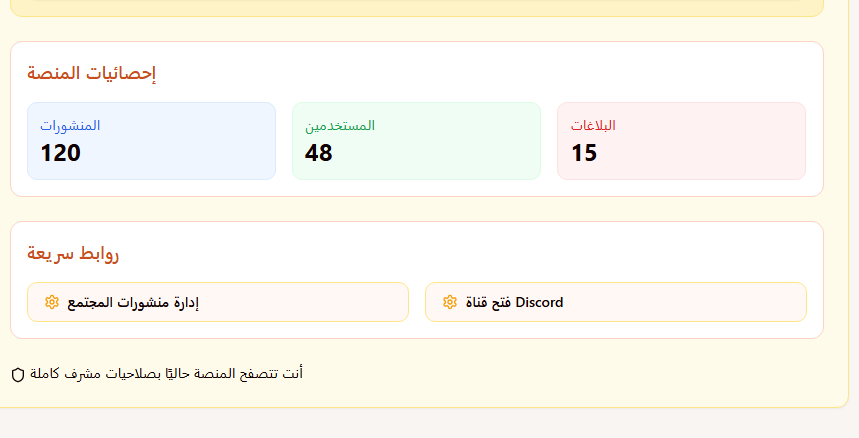 إحصائيات المنصة
المنشورات
120
المستخدمين
48
البلاغات
15
روابط سريعة
إدارة منشورات المجتمع
فتح قناة Discord
أنت تتصفح المنصة حاليًا بصلاحيات مشرف كاملة